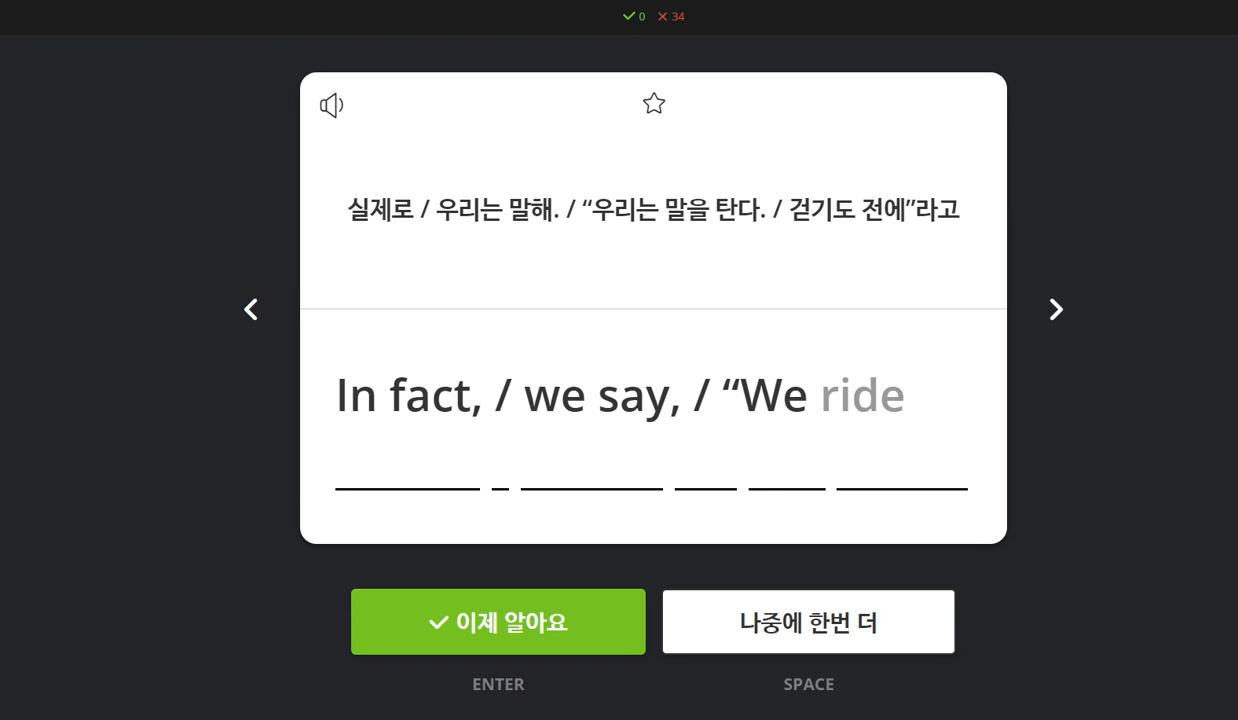 0 34
실제로 / 우리는 말해. / “우리는 말을 탄다. / 걷기도 전에”라고
In fact, / we say, / “We ride
이제 알아요 나중에 한번 더
ENTER SPACE